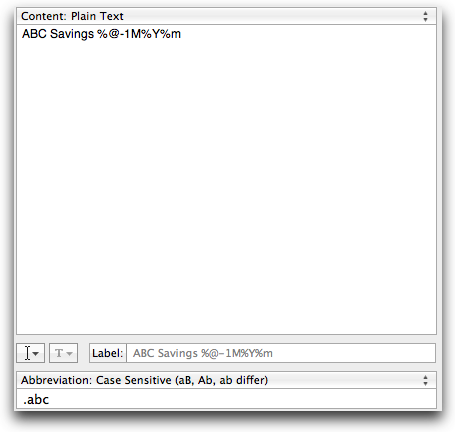 Content: Plain Text
ABC Savings %@-1M%Y%m
T
Label: ABC Savings %@-1M%Y%m
Abbreviation: Case Sensitive (aB, Ab, ab differ)
.abc